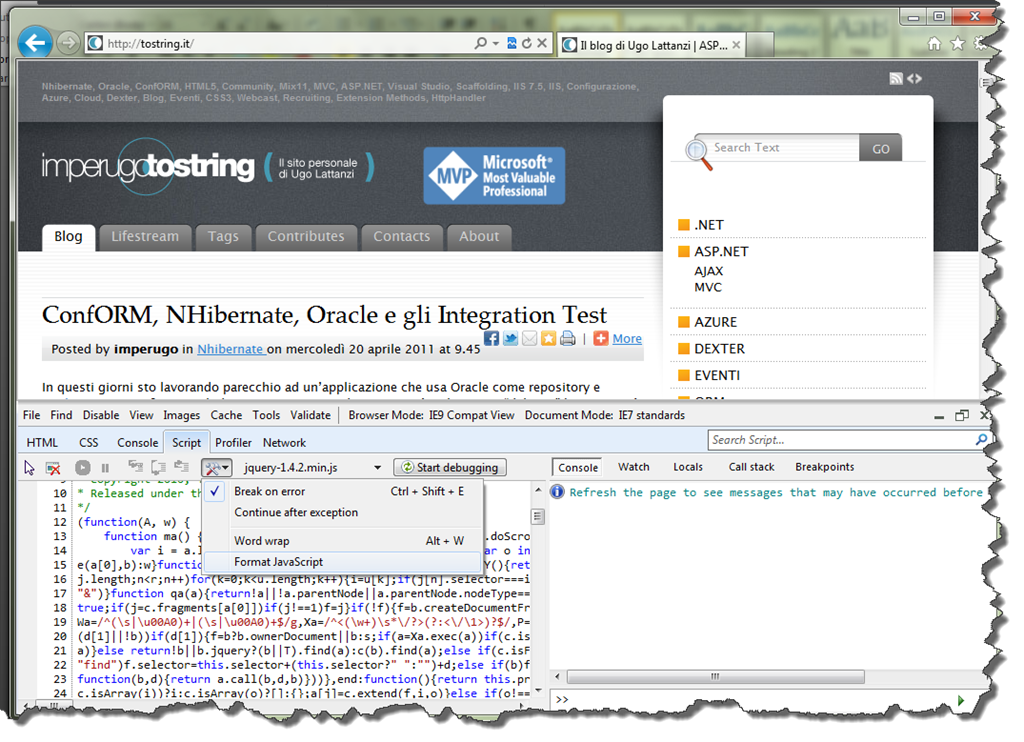 http://tostring.it/
Il blog di Ugo Lattanzi | ASP...
Nhibernate, Oracle, ConfORM, HTML5, Community, Mix11, MVC, ASP.NET, Visual Studio, Scaffolding, IIS 7.5, IIS, Configurazione,
Azure, Cloud, Dexter, Blog, Eventi, CSS3, Webcast, Recruiting, Extension Methods, HttpHandler
imperugotostring
( Il sito personale
di Ugo Lattanzi )
MVP
Microsoft®
Most Valuable
Professional
Search Text
GO
Blog
Lifestream
Tags
Contributes
Contacts
About
.NET
ASP.NET
AJAX
MVC
AZURE
DEXTER
EVENTI
ConfORM, NHibernate, Oracle e gli Integration Test
Posted by imperugo in Nhibernate on mercoledì 20 aprile 2011 at 9.45
| More
In questi giorni sto lavorando parecchio ad un'applicazione che usa Oracle come repository e
File Find Disable View Images Cache Tools Validate | Browser Mode: IE9 Compat View Document Mode: IE7 standards
HTML CSS Console Script Profiler Network
Search Script...
jquery-1.4.2.min.js
Start debugging
Console Watch Locals Call stack Breakpoints
Break on error Ctrl + Shift + E
Continue after exception
Word wrap Alt + W
Format JavaScript
Refresh the page to see messages that may have occurred before
10 * Released under th
11 */
12 (function(A, w) {
13 function ma() { .doScro
14 var i = a. ar o in
15 e(a[0],b):w}function Y(){ret
16 j.length;n<r;n++)for(k=0;k<u.length;k++){i=u[k];if(j[n].selector===i
17 "&")}function qa(a){return!a||!a.parentNode||a.parentNode.nodeType==
18 true;if(j=c.fragments[a[0]])if(j!==1)f=j}if(!f){f=b.createDocumentFr
19 Wa=/^(\s|\u00A0)+|(\s|\u00A0)+$/g,Xa=/^<(\w+)\s*\/?>(?:<\/\1>)?$/,P=
20 (d[1]||!b))if(d[1]){f=b?b.ownerDocument||b:s;if(a=Xa.exec(a))if(c.is
21 a)}else return!b||b.jquery?(b||T).find(a):c(b).find(a);else if(c.isF
22 "find")f.selector=this.selector+(this.selector?" ":"")+d;else if(b)f
23 function(b,d){return a.call(b,d,b)}))},end:function(){return this.pr
24 c.isArray(i))?i:c.isArray(o)?[]:{};a[j]=c.extend(f,i,o)}else if(o!==
>>